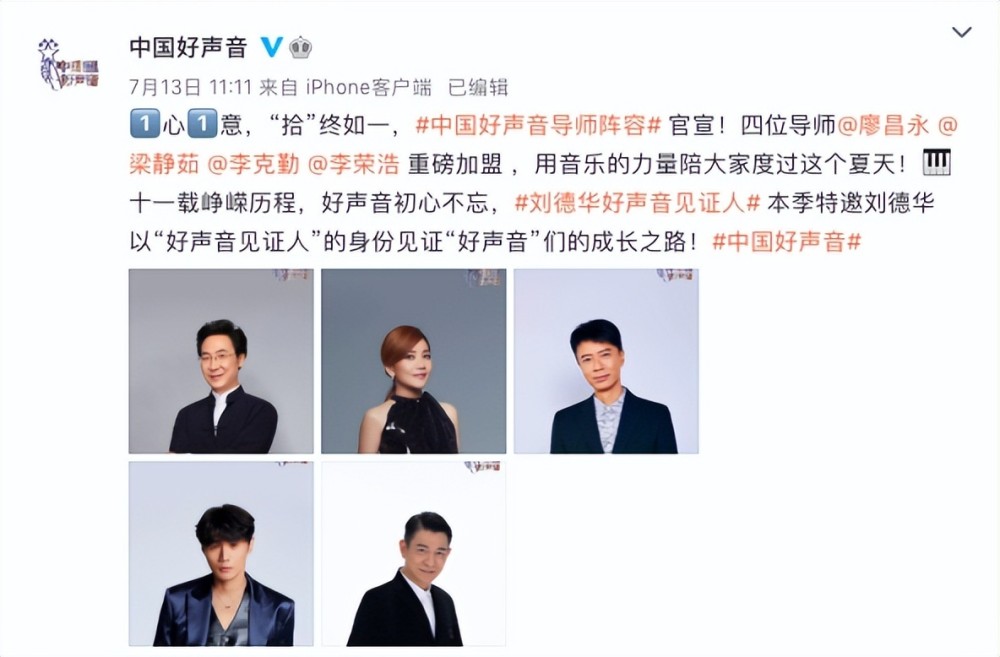 中国好声音
7月13日 11:11 来自 iPhone客户端 已编辑
1心1意，“拾”终如一，#中国好声音导师阵容# 官宣！四位导师@廖昌永 @
梁静茹 @李克勤 @李荣浩 重磅加盟，用音乐的力量陪大家度过这个夏天！
十一载峥嵘历程，好声音初心不忘，#刘德华好声音见证人# 本季特邀刘德华
以“好声音见证人”的身份见证“好声音”们的成长之路！#中国好声音#